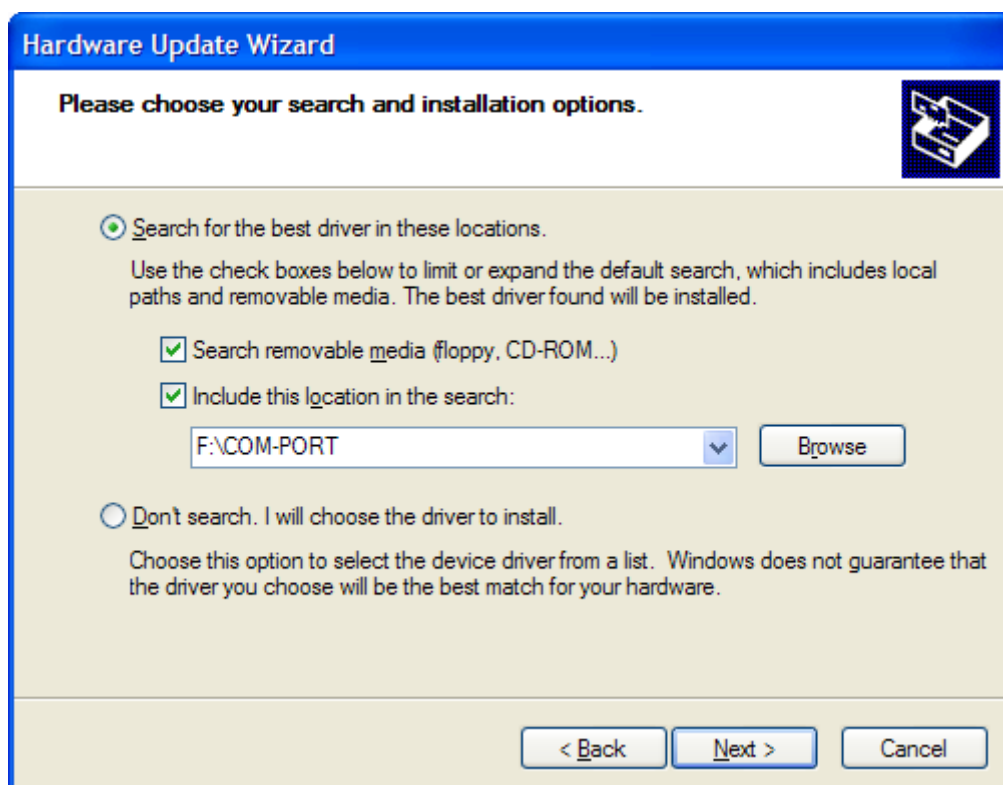 Hardware Update Wizard
Please choose your search and installation options.
Search for the best driver in these locations.
Use the check boxes below to limit or expand the default search, which includes local
paths and removable media. The best driver found will be installed.
Search removable media (floppy, CD-ROM...)
Include this location in the search:
F:\COM-PORT
Browse
Don't search. I will choose the driver to install.
Choose this option to select the device driver from a list. Windows does not guarantee that
the driver you choose will be the best match for your hardware.
< Back Next > Cancel